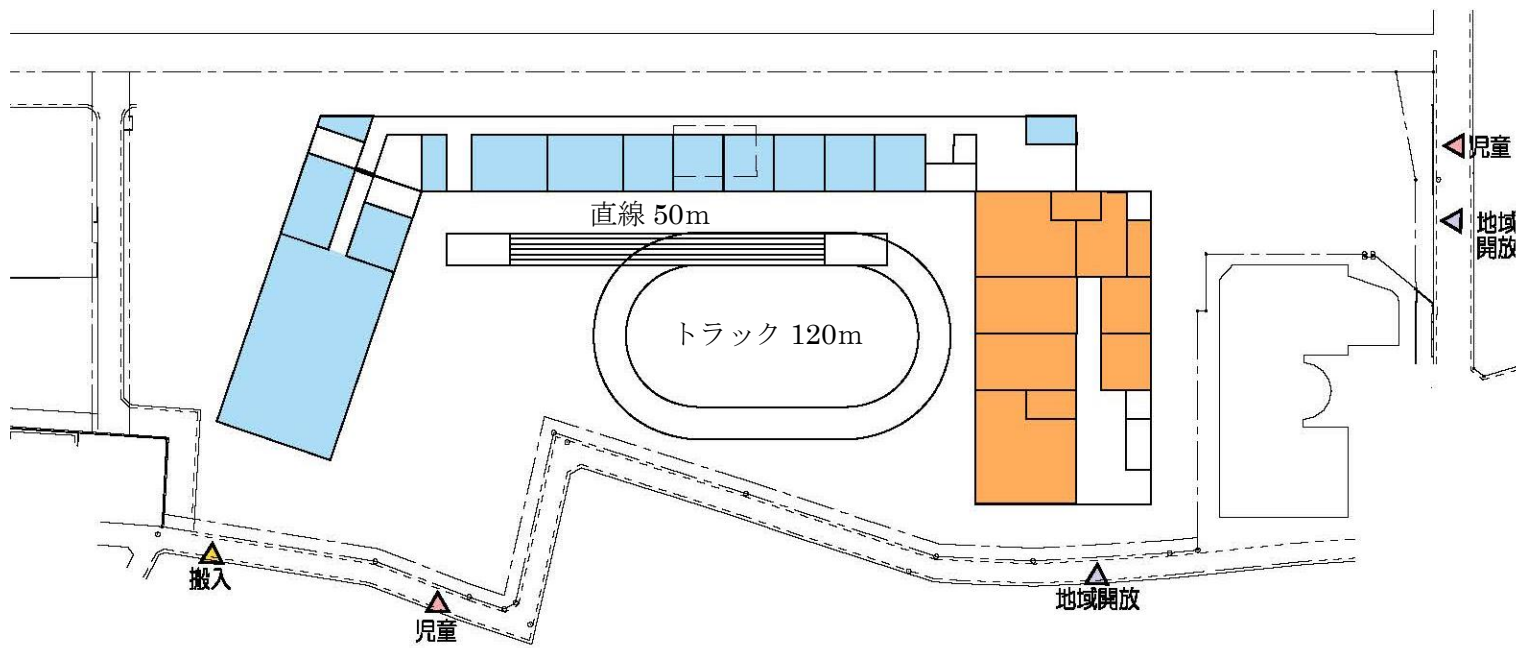 児童
地域
開放
直線 50m
トラック 120m
搬入
児童
地域開放